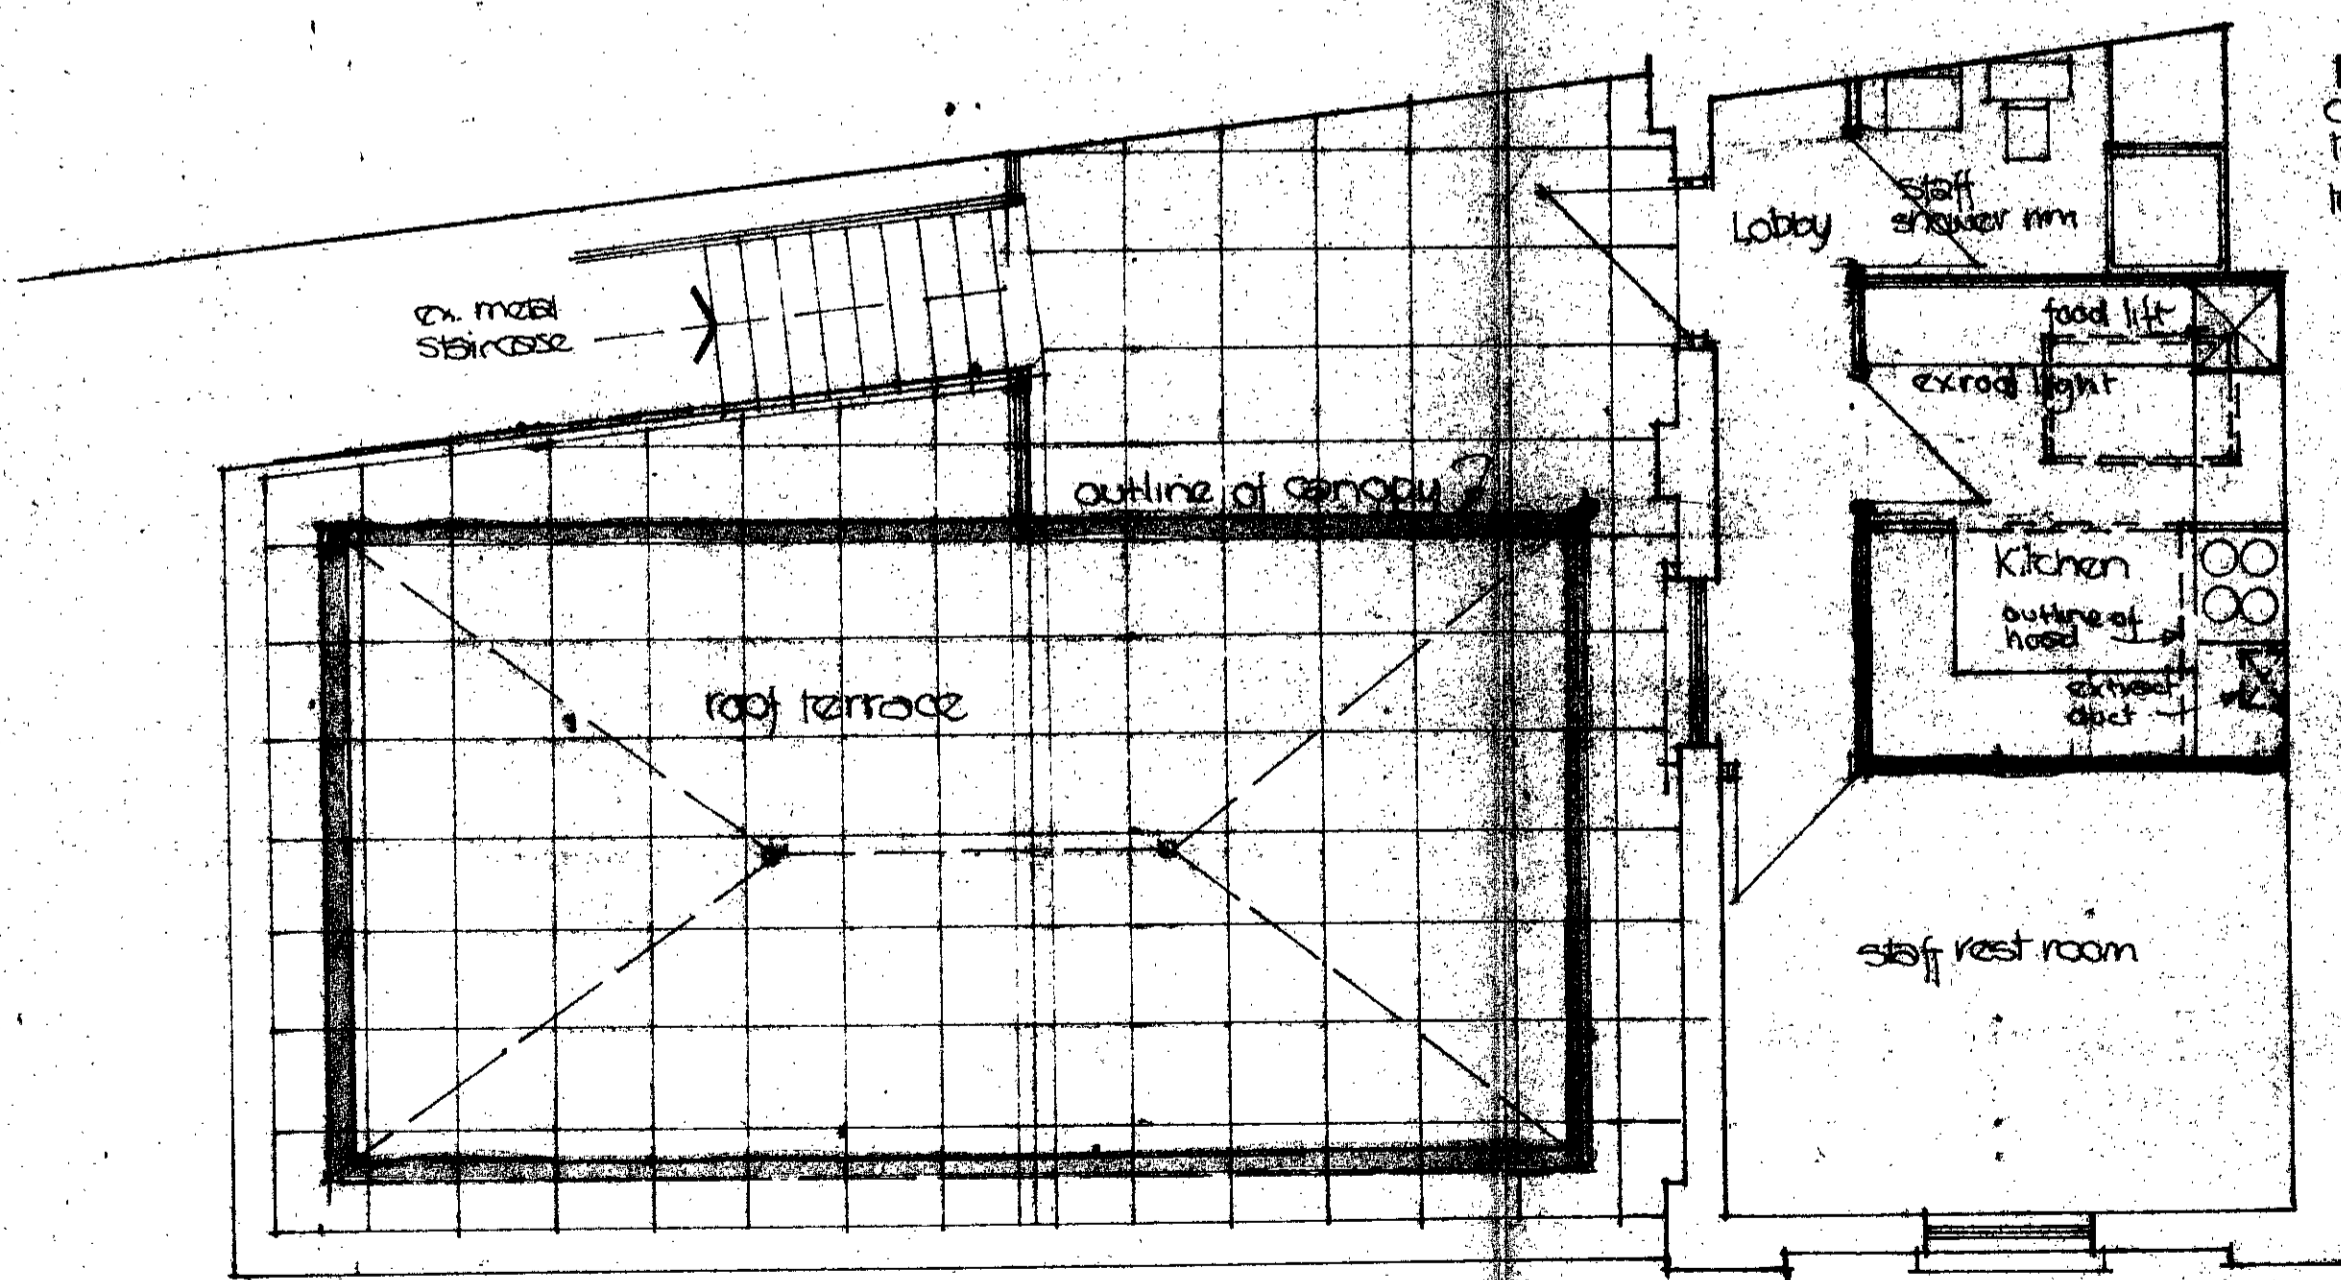 Lobby
staff
shower rm
ex. metal
staircase
food lift
ex roof light
outline of canopy
Kitchen
outline of
hood
extract
duct
roof terrace
staff rest room